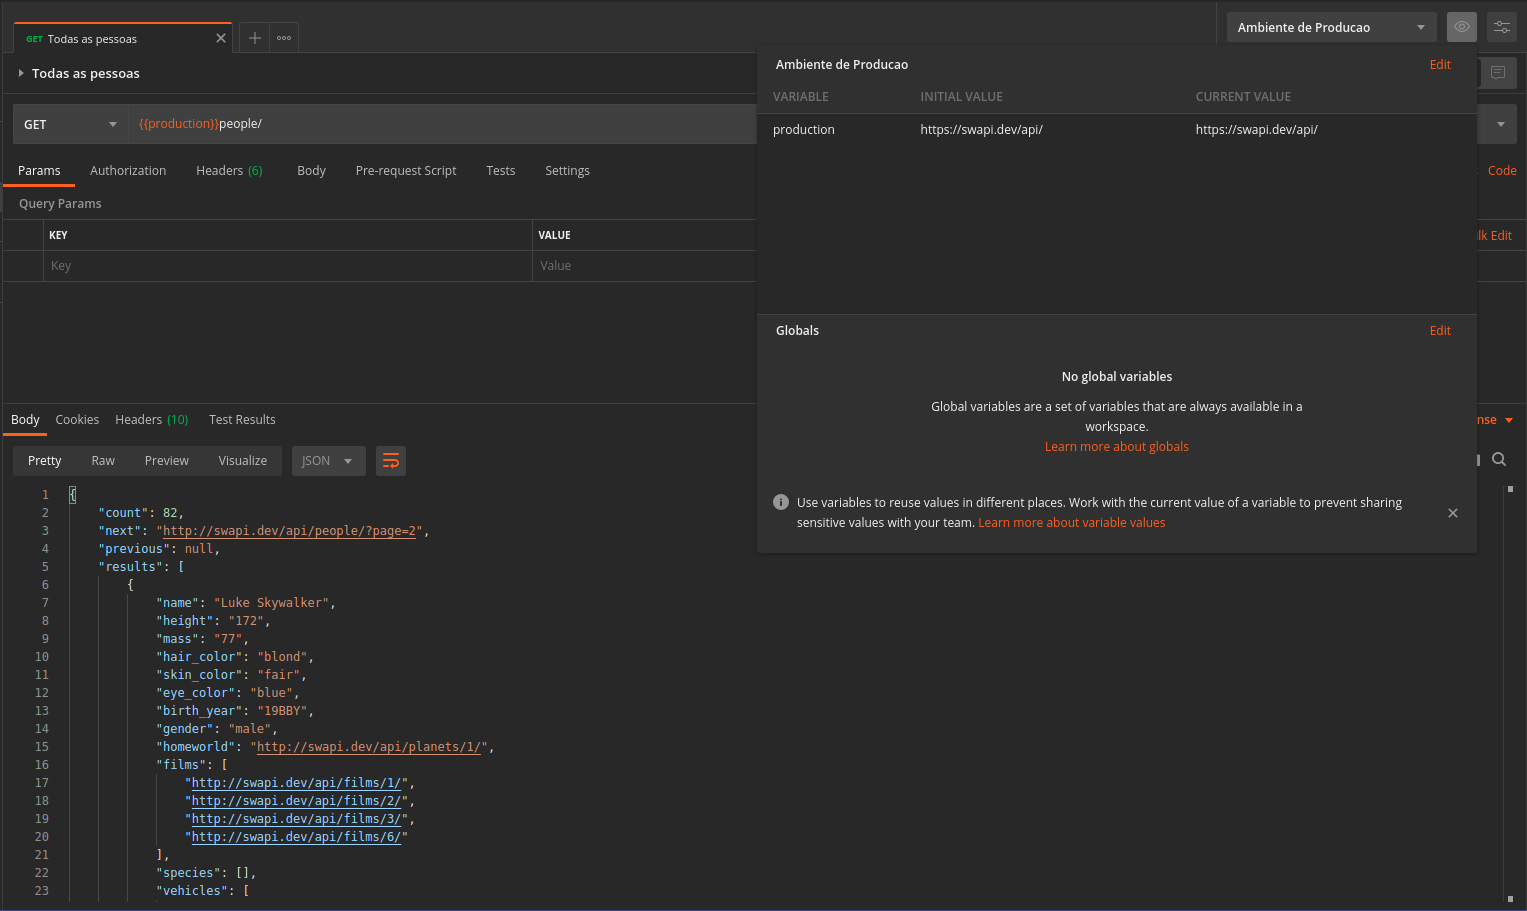 GET Todas as pessoas
Ambiente de Producao
Todas as pessoas
GET
{{production}}people/
Params Authorization Headers (6) Body Pre-request Script Tests Settings
Code
Query Params
KEY VALUE
Edit
Key Value
Ambiente de Producao Edit
VARIABLE INITIAL VALUE CURRENT VALUE
production https://swapi.dev/api/ https://swapi.dev/api/
Globals Edit
No global variables
Global variables are a set of variables that are always available in a
workspace.
Learn more about globals
Use variables to reuse values in different places. Work with the current value of a variable to prevent sharing
sensitive values with your team. Learn more about variable values
Body Cookies Headers (10) Test Results
Pretty Raw Preview Visualize JSON
1 {
2 "count": 82,
3 "next": "http://swapi.dev/api/people/?page=2",
4 "previous": null,
5 "results": [
6 {
7 "name": "Luke Skywalker",
8 "height": "172",
9 "mass": "77",
10 "hair_color": "blond",
11 "skin_color": "fair",
12 "eye_color": "blue",
13 "birth_year": "19BBY",
14 "gender": "male",
15 "homeworld": "http://swapi.dev/api/planets/1/",
16 "films": [
17 "http://swapi.dev/api/films/1/",
18 "http://swapi.dev/api/films/2/",
19 "http://swapi.dev/api/films/3/",
20 "http://swapi.dev/api/films/6/"
21 ],
22 "species": [],
23 "vehicles": [